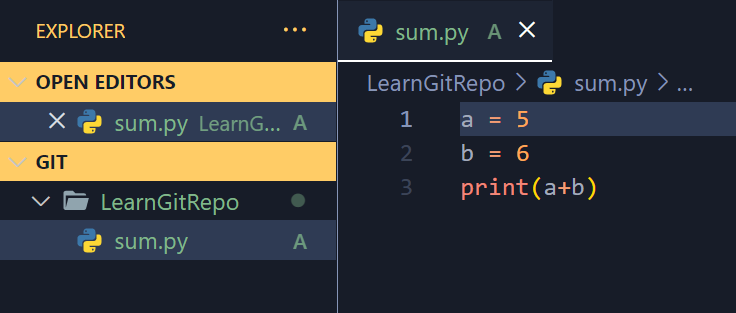 EXPLORER ...
OPEN EDITORS
sum.py LearnG... A
GIT
LearnGitRepo
sum.py A
sum.py A
LearnGitRepo > sum.py > ...
1 a = 5
2 b = 6
3 print(a+b)